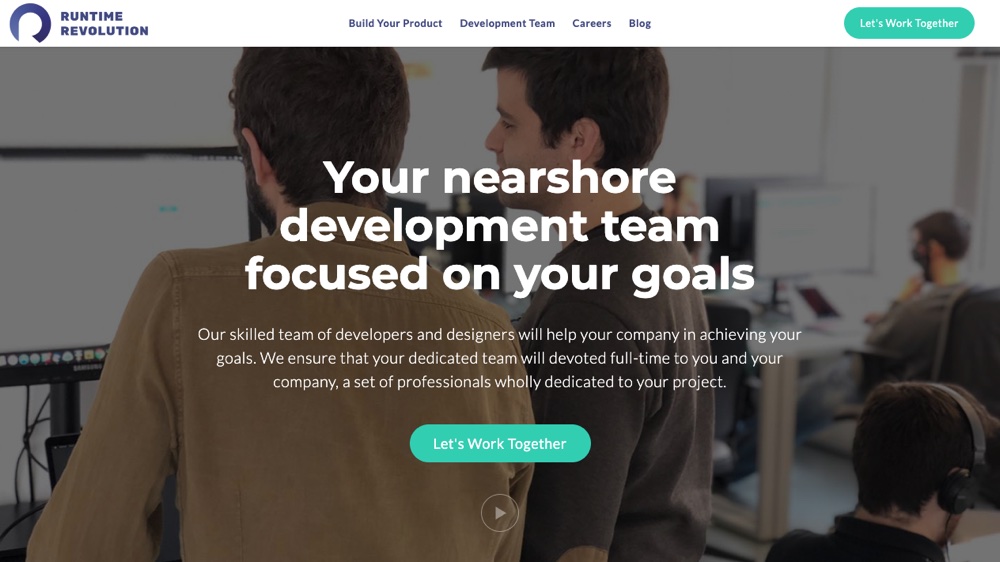 RUNTIME
REVOLUTION
Build Your Product
Development Team
Careers
Blog
Let's Work Together
Your nearshore
development team
focused on your goals
Our skilled team of developers and designers will help your company in achieving your
goals. We ensure that your dedicated team will devoted full-time to you and your
company, a set of professionals wholly dedicated to your project.
Let's Work Together
SAMSUNG